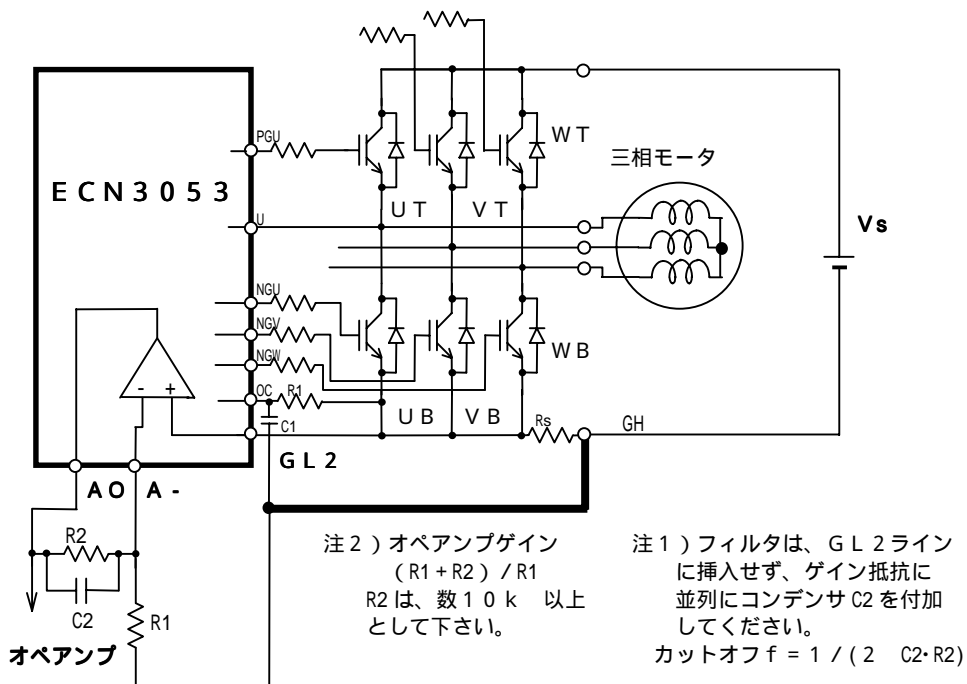 PGU
WT
三相モータ
ECN3053
UT
VT
U
Vs
NGU
NGV
NGW
WB
OC
R1
UB
VB
Rs
GH
C1
- +
GL2
AO
A-
R2
C2
R1
オペアンプ
注2)オペアンプゲイン
(R1+R2)/R1
R2は、数10k 以上
として下さい。
注1)フィルタは、GL2ライン
に挿入せず、ゲイン抵抗に
並列にコンデンサC2を付加
してください。
カットオフf=1/(2 C2・R2)